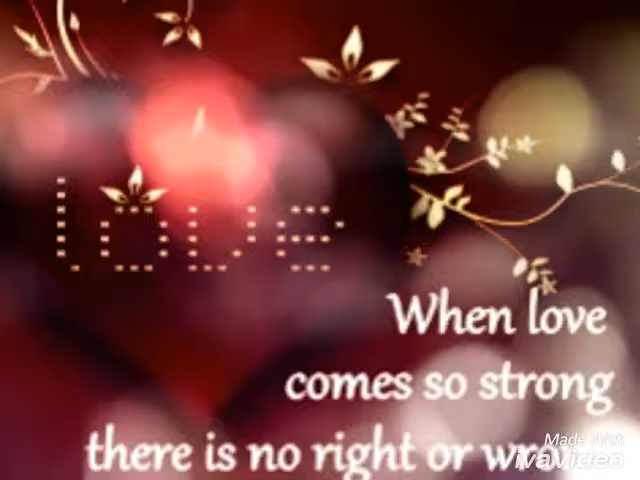 love
When love
comes so strong
there is no right or
Made With
vivavideo